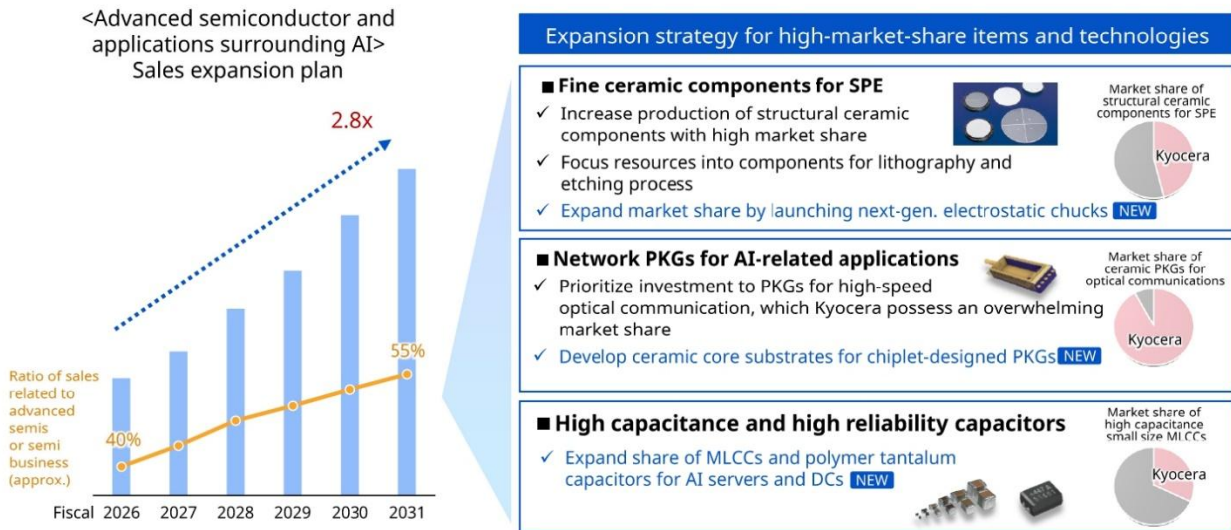 <Advanced semiconductor and
applications surrounding AI>
Sales expansion plan
2.8x
55%
40%
Ratio of sales
related to
advanced
semis
or semi
business
(approx.)
Fiscal 2026 2027 2028 2029 2030 2031
Expansion strategy for high-market-share items and technologies
■ Fine ceramic components for SPE
✓ Increase production of structural ceramic
components with high market share
✓ Focus resources into components for lithography and
etching process
✓ Expand market share by launching next-gen. electrostatic chucks NEW
Market share of
structural ceramic
components for SPE
Kyocera
■ Network PKGs for AI-related applications
✓ Prioritize investment to PKGs for high-speed
optical communication, which Kyocera possess an overwhelming
market share
✓ Develop ceramic core substrates for chiplet-designed PKGs NEW
Market share of
ceramic PKGs for
optical communications
Kyocera
■ High capacitance and high reliability capacitors
✓ Expand share of MLCCs and polymer tantalum
capacitors for AI servers and DCs NEW
Market share of
high capacitance
small size MLCCs
Kyocera